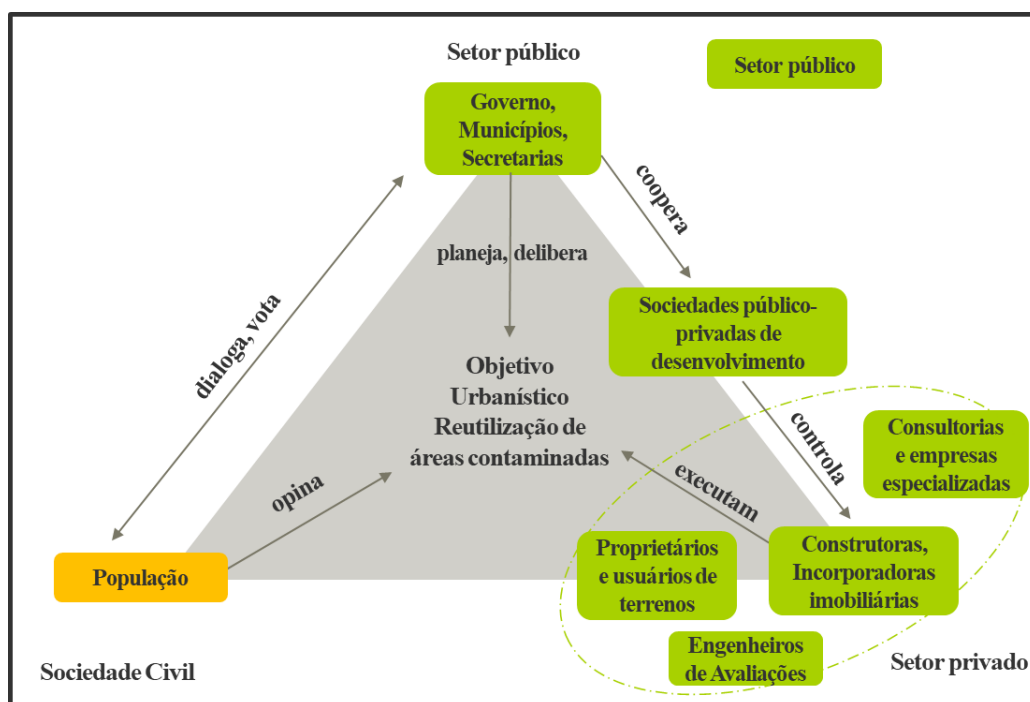 Setor público
Setor público
Governo,
Municípios,
Secretarias
coopera
planeja, delibera
dialoga, vota
Sociedades público-
privadas de
desenvolvimento
Objetivo
Urbanístico
Reutilização de
áreas contaminadas
controla
Consultorias
e empresas
especializadas
opina
executam
População
Proprietários
e usuários de
terrenos
Construtoras,
Incorporadoras
imobiliárias
Engenheiros
de Avaliações
Sociedade Civil
Setor privado